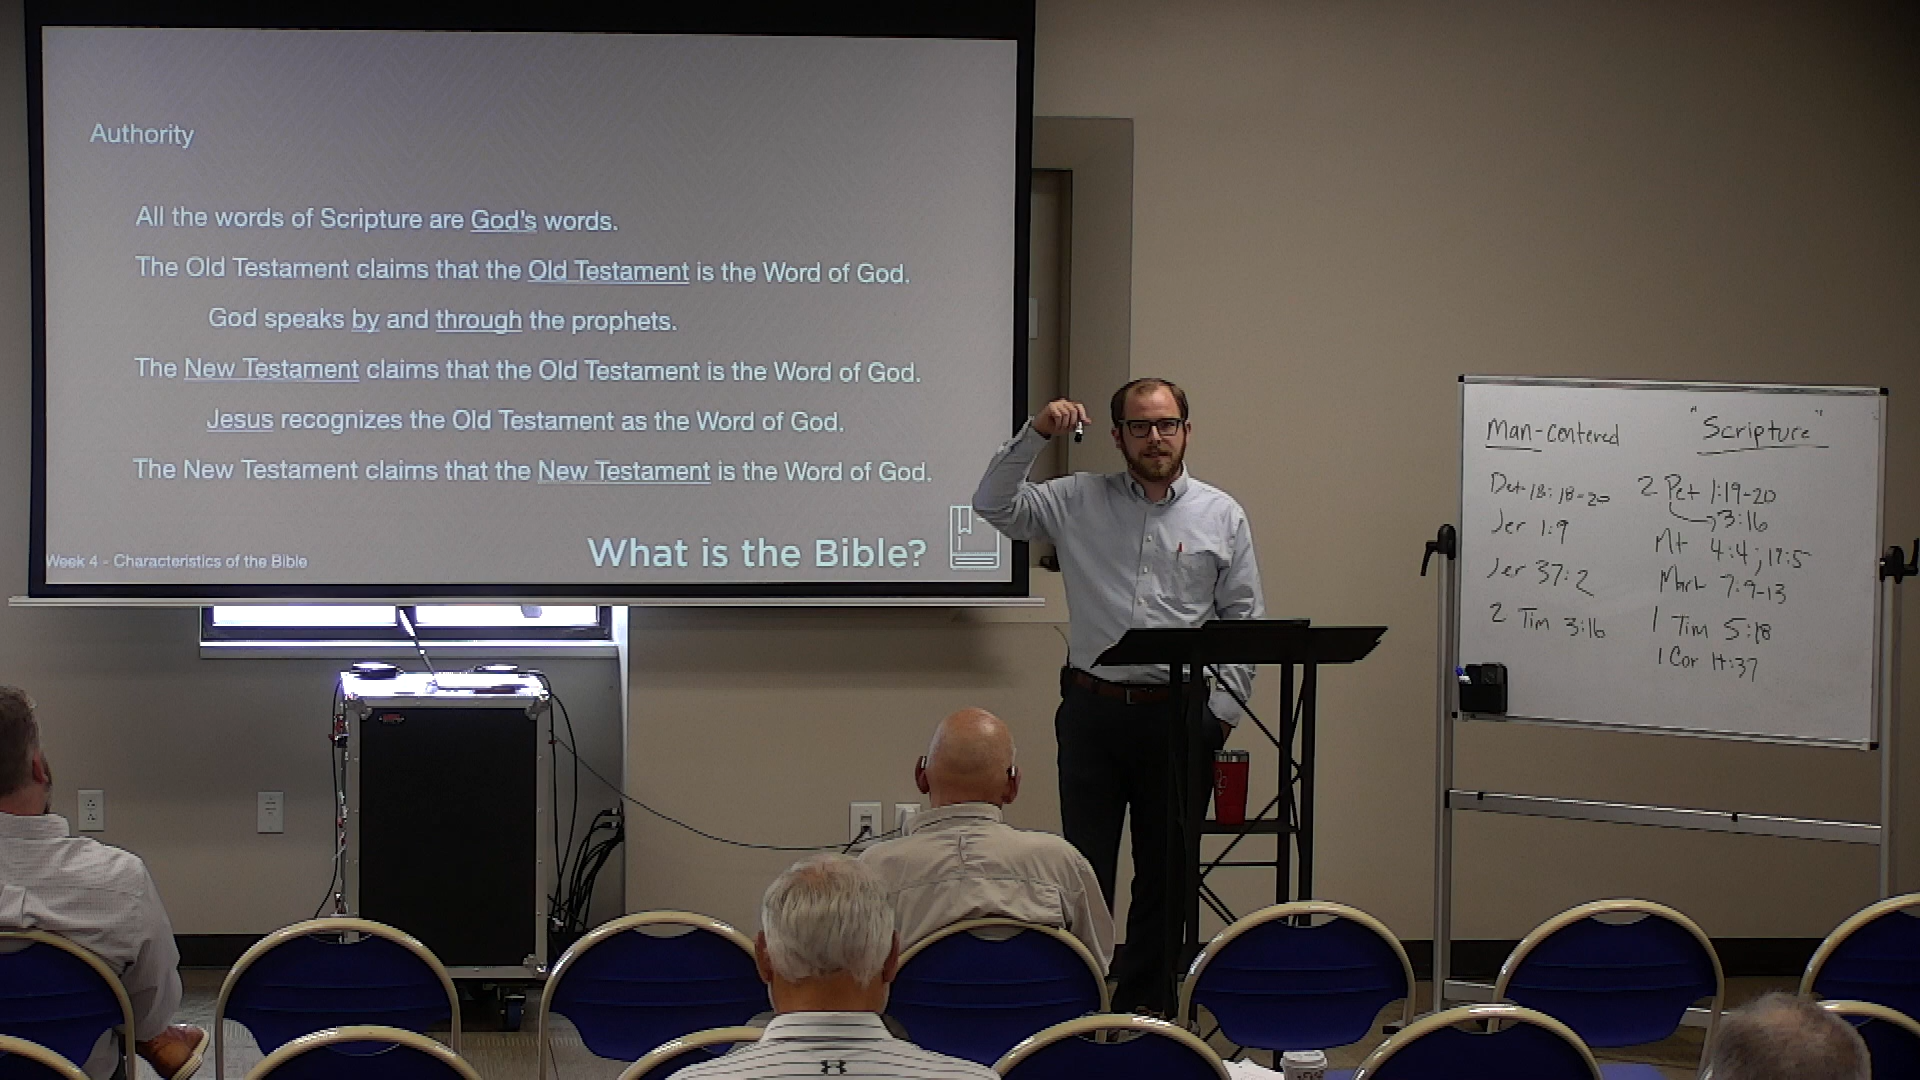 Authority
All the words of Scripture are God's words.
The Old Testament claims that the Old Testament is the Word of God.
God speaks by and through the prophets.
The New Testament claims that the Old Testament is the Word of God.
Jesus recognizes the Old Testament as the Word of God.
The New Testament claims that the New Testament is the Word of God.
What is the Bible?
Week 4 - Characteristics of the Bible
Man-centered
Det 18:18-20
Jer 1:9
Jer 37:2
2 Tim 3:16
"Scripture"
2 Pet 1:19-20
3:16
Mt 4:4; 19:5
Mark 7:9-13
1 Tim 5:18
1 Cor 14:37